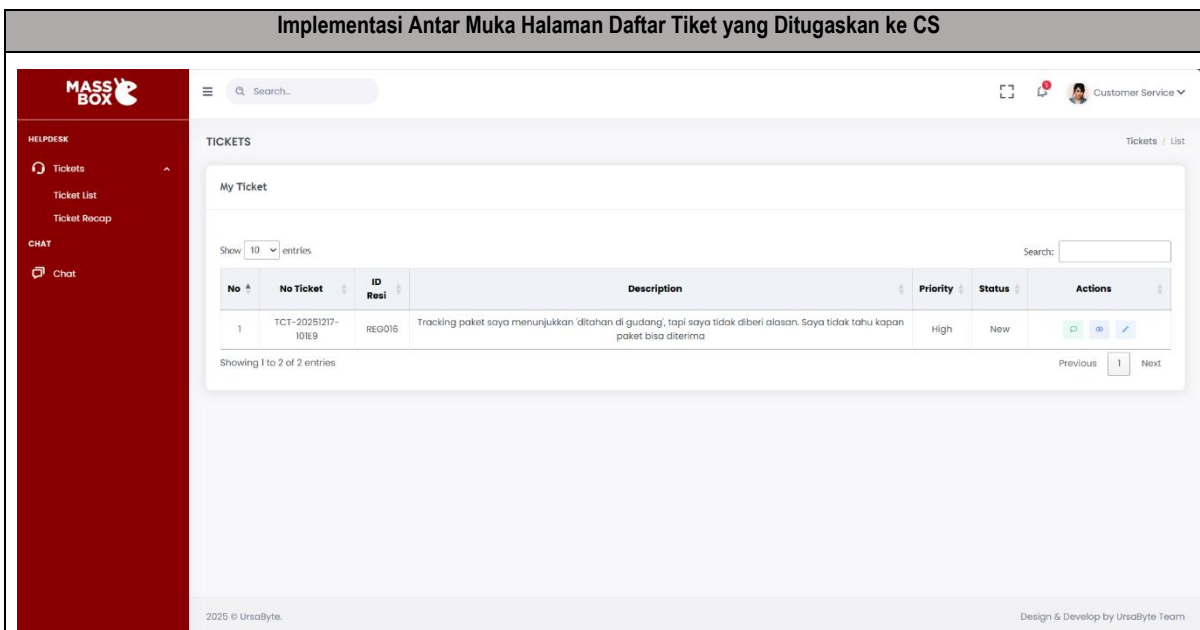 Implementasi Antar Muka Halaman Daftar Tiket yang Ditugaskan ke CS
MASS
BOX
Search...
1
Customer Service
HELPDESK
Tickets
Ticket List
Ticket Recap
CHAT
Chat
TICKETS
Tickets / List
My Ticket
Show 10 entries
Search:
No
No Ticket
ID
Resi
Description
Priority
Status
Actions
1
TCT-20251217-
101E9
REG016
Tracking paket saya menunjukkan 'ditahan di gudang', tapi saya tidak diberi alasan. Saya tidak tahu kapan
paket bisa diterima
High
New
Showing 1 to 2 of 2 entries
Previous 1 Next
2025 © UrsaByte.
Design & Develop by UrsaByte Team